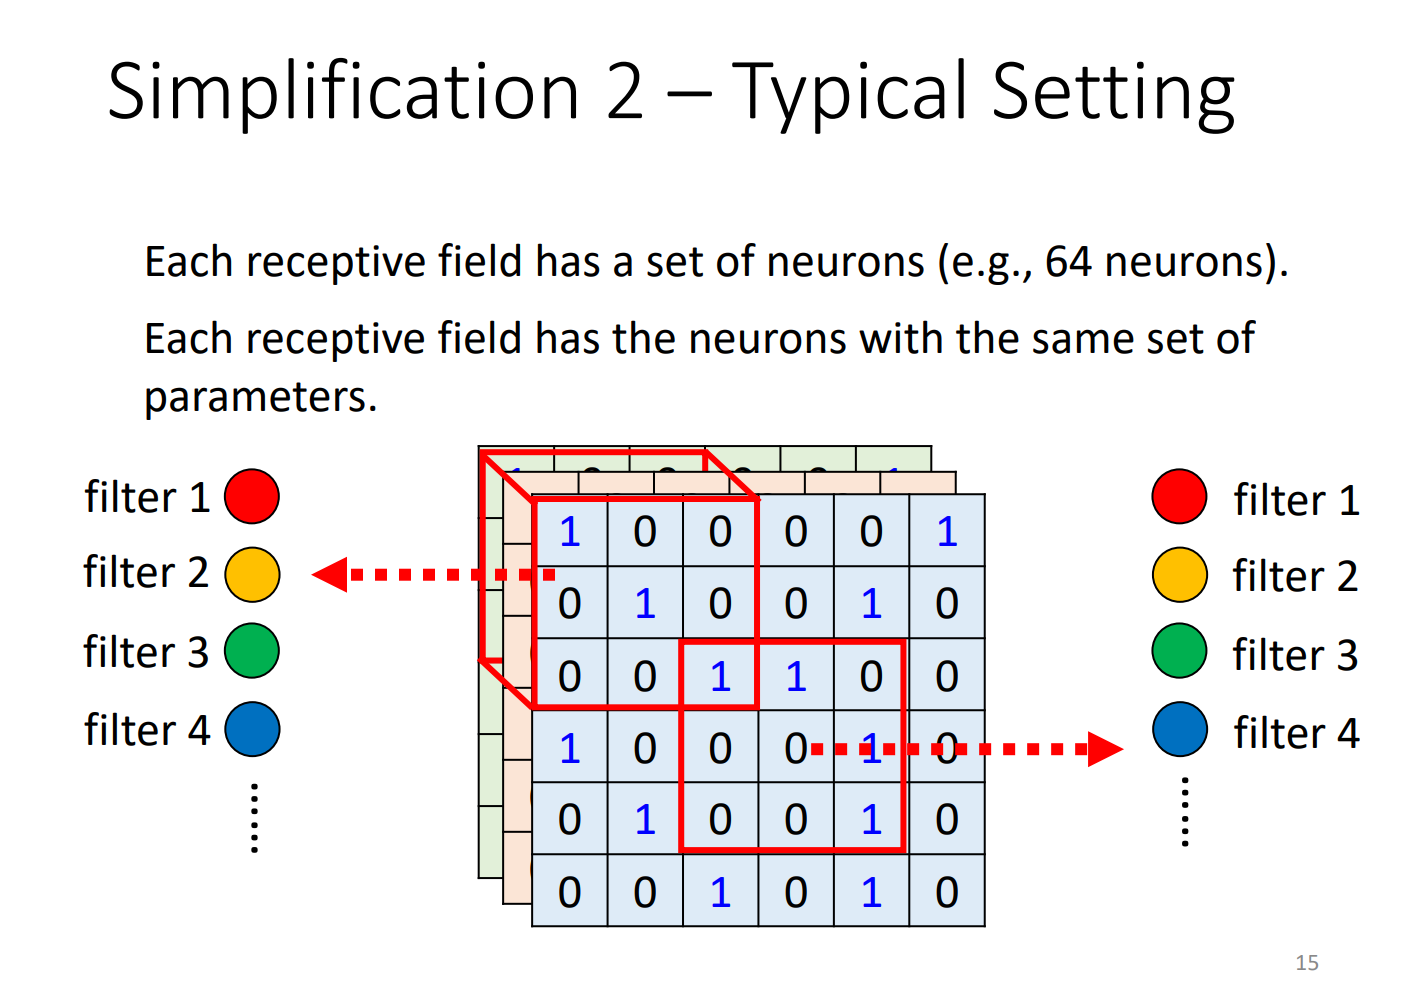 Simplification 2 – Typical Setting
Each receptive field has a set of neurons (e.g., 64 neurons).
Each receptive field has the neurons with the same set of
parameters.
filter 1
filter 2
filter 3
filter 4
……
1 0 0 0 0 1
0 1 0 0 1 0
0 0 1 1 0 0
1 0 0 0 1 0
0 1 0 0 1 0
0 0 1 0 1 0
filter 1
filter 2
filter 3
filter 4
……
15